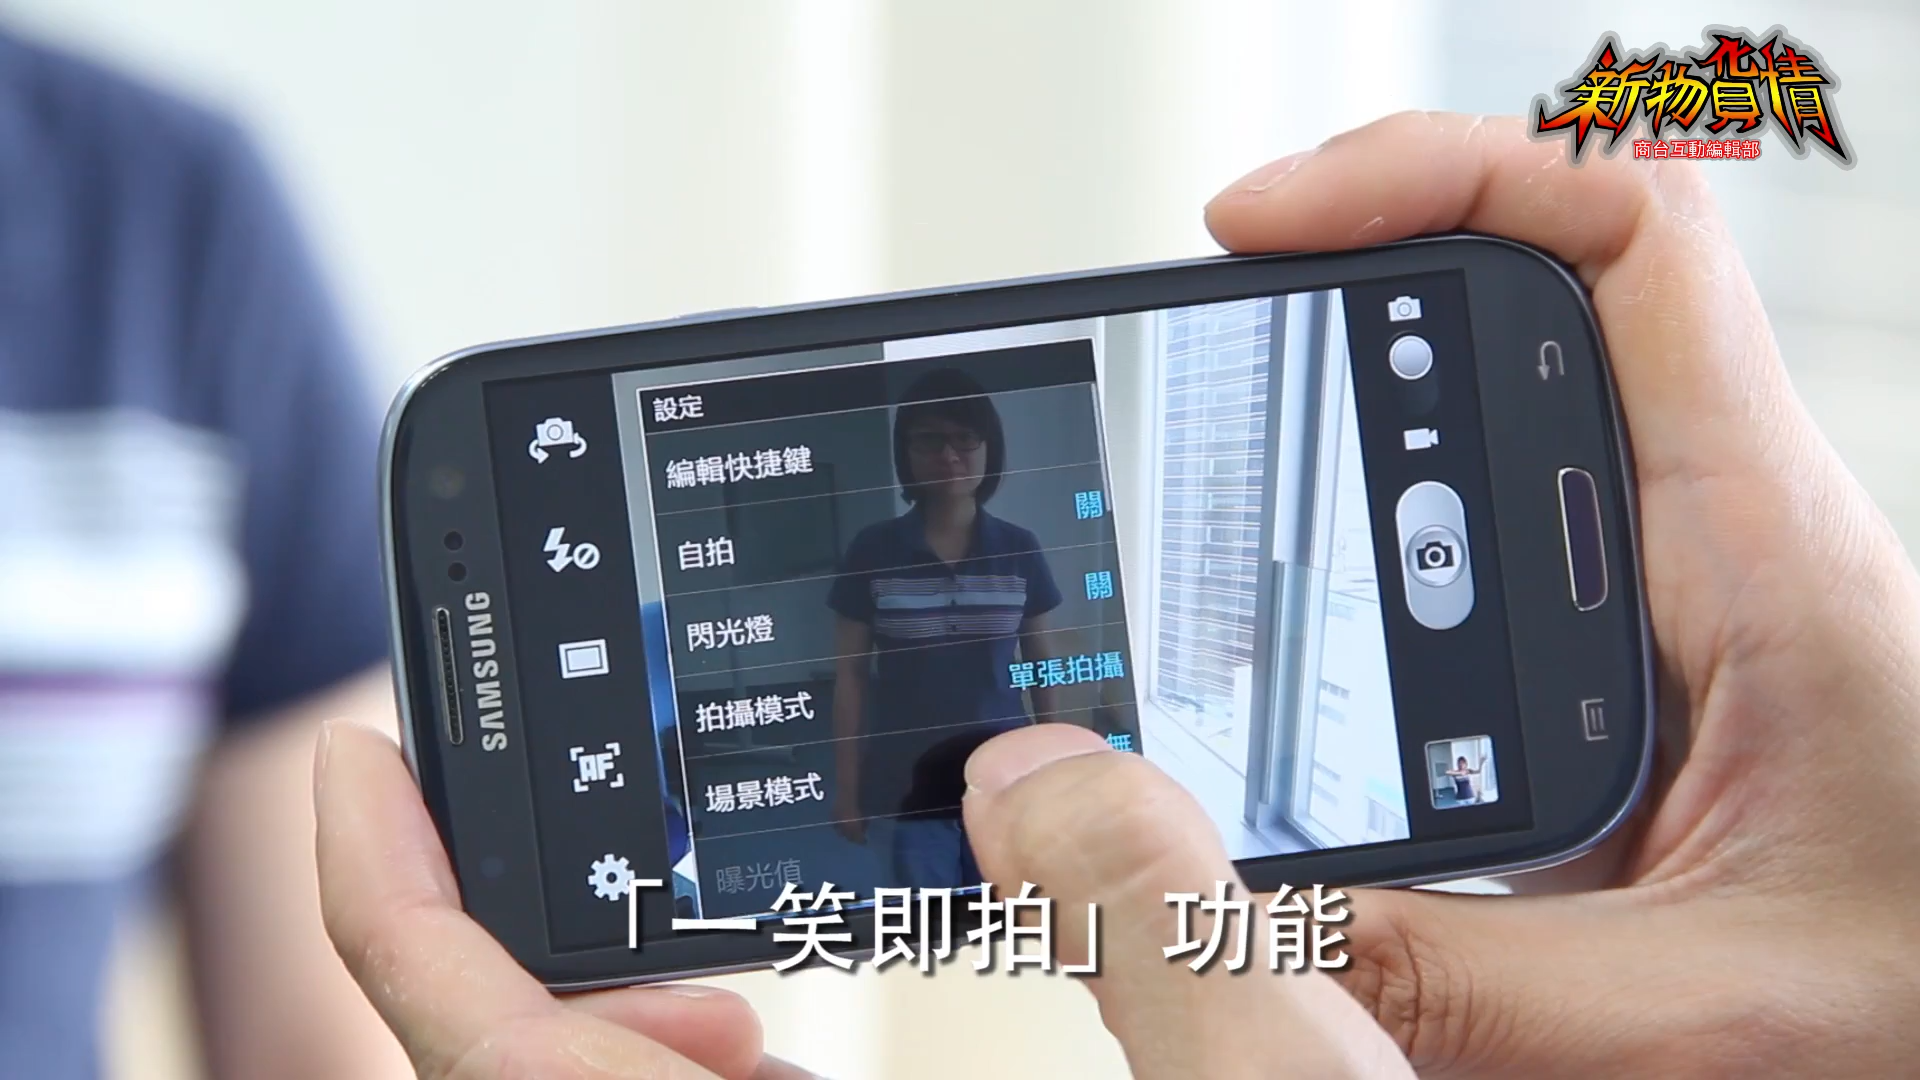 新物貨情
商台互動編輯部
設定
編輯快捷鍵
自拍 關
閃光燈 關
拍攝模式 單張拍攝
場景模式 無
曝光值
SAMSUNG
AF
「一笑即拍」功能